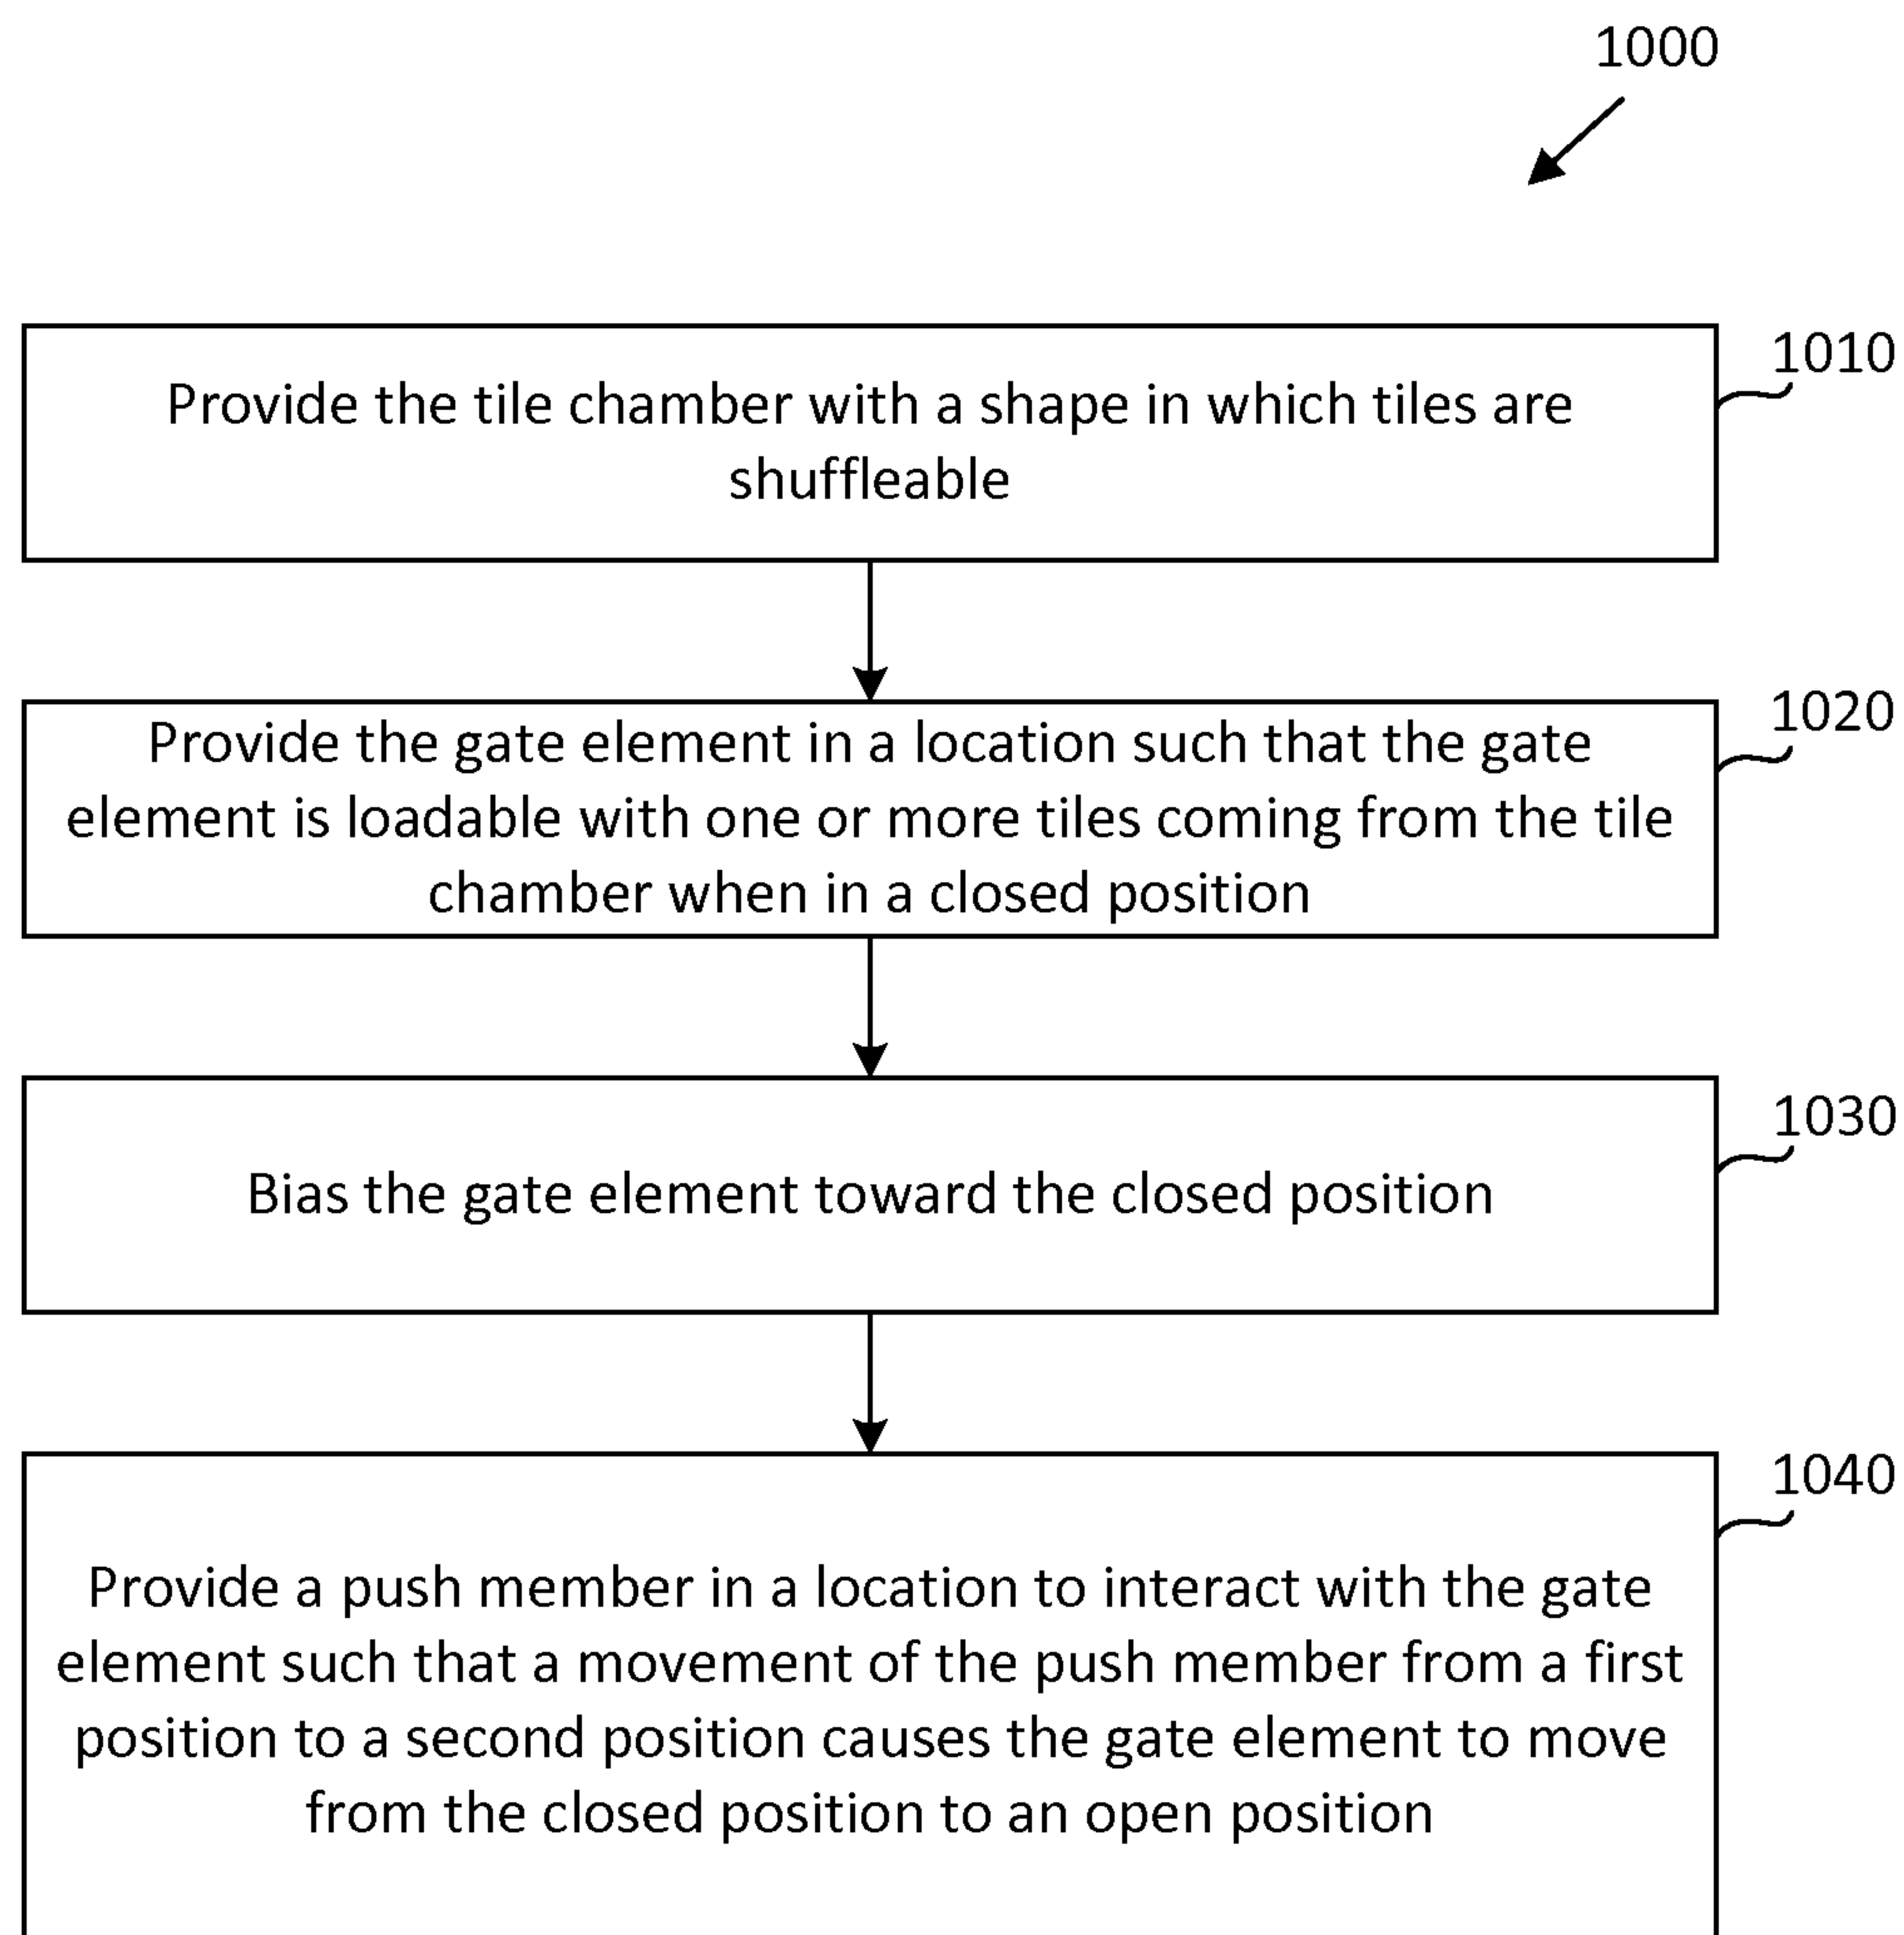 1000
1010
Provide the tile chamber with a shape in which tiles are
shuffleable
1020
Provide the gate element in a location such that the gate
element is loadable with one or more tiles coming from the tile
chamber when in a closed position
1030
Bias the gate element toward the closed position
1040
Provide a push member in a location to interact with the gate
element such that a movement of the push member from a first
position to a second position causes the gate element to move
from the closed position to an open position